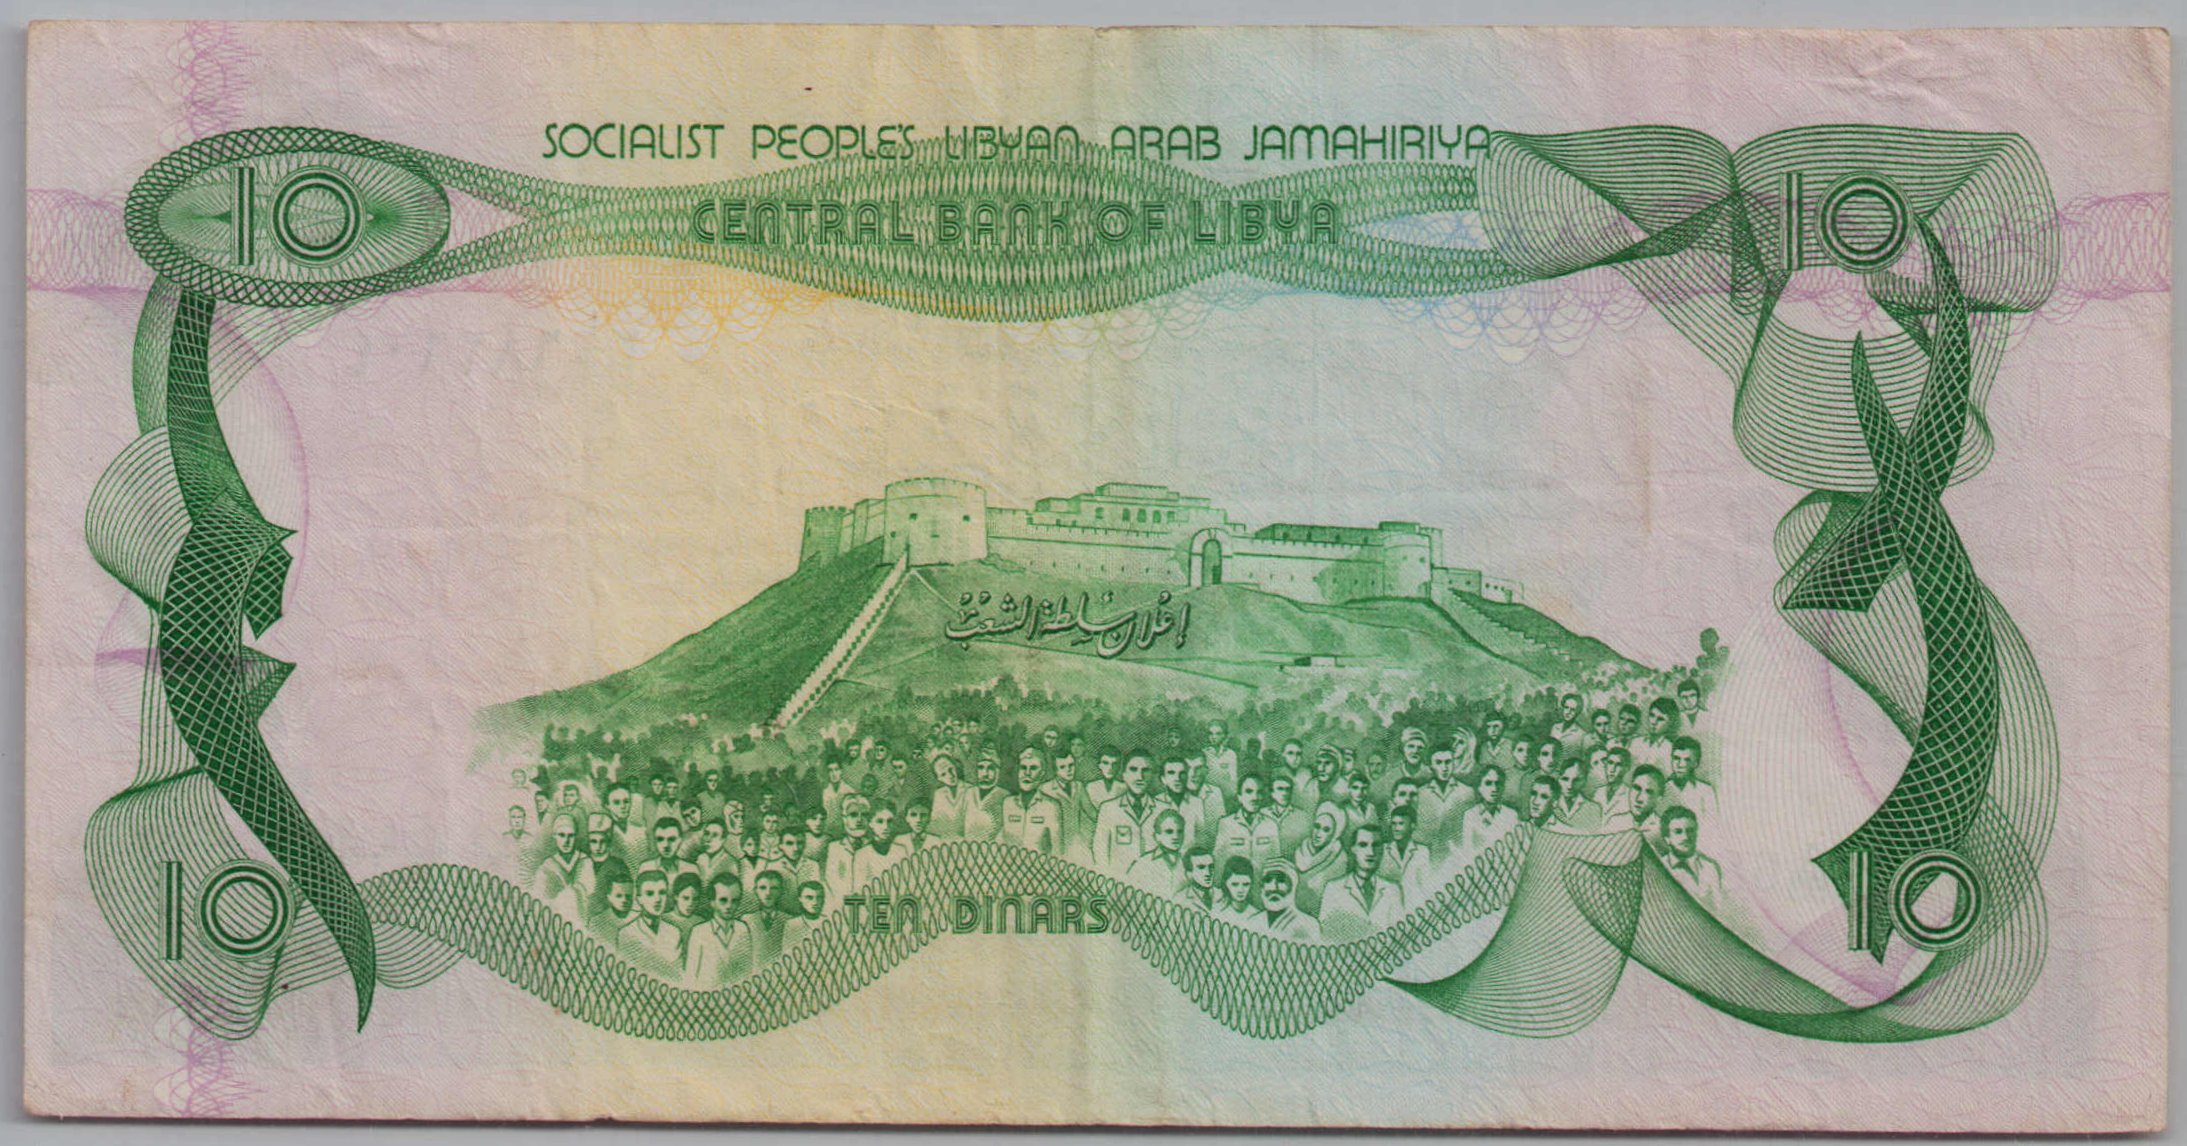 SOCIALIST PEOPLE'S LIBYAN ARAB JAMAHIRIYA
10
CENTRAL BANK OF LIBYA
10
إعلان سلطة الشعب
10
TEN DINARS
10